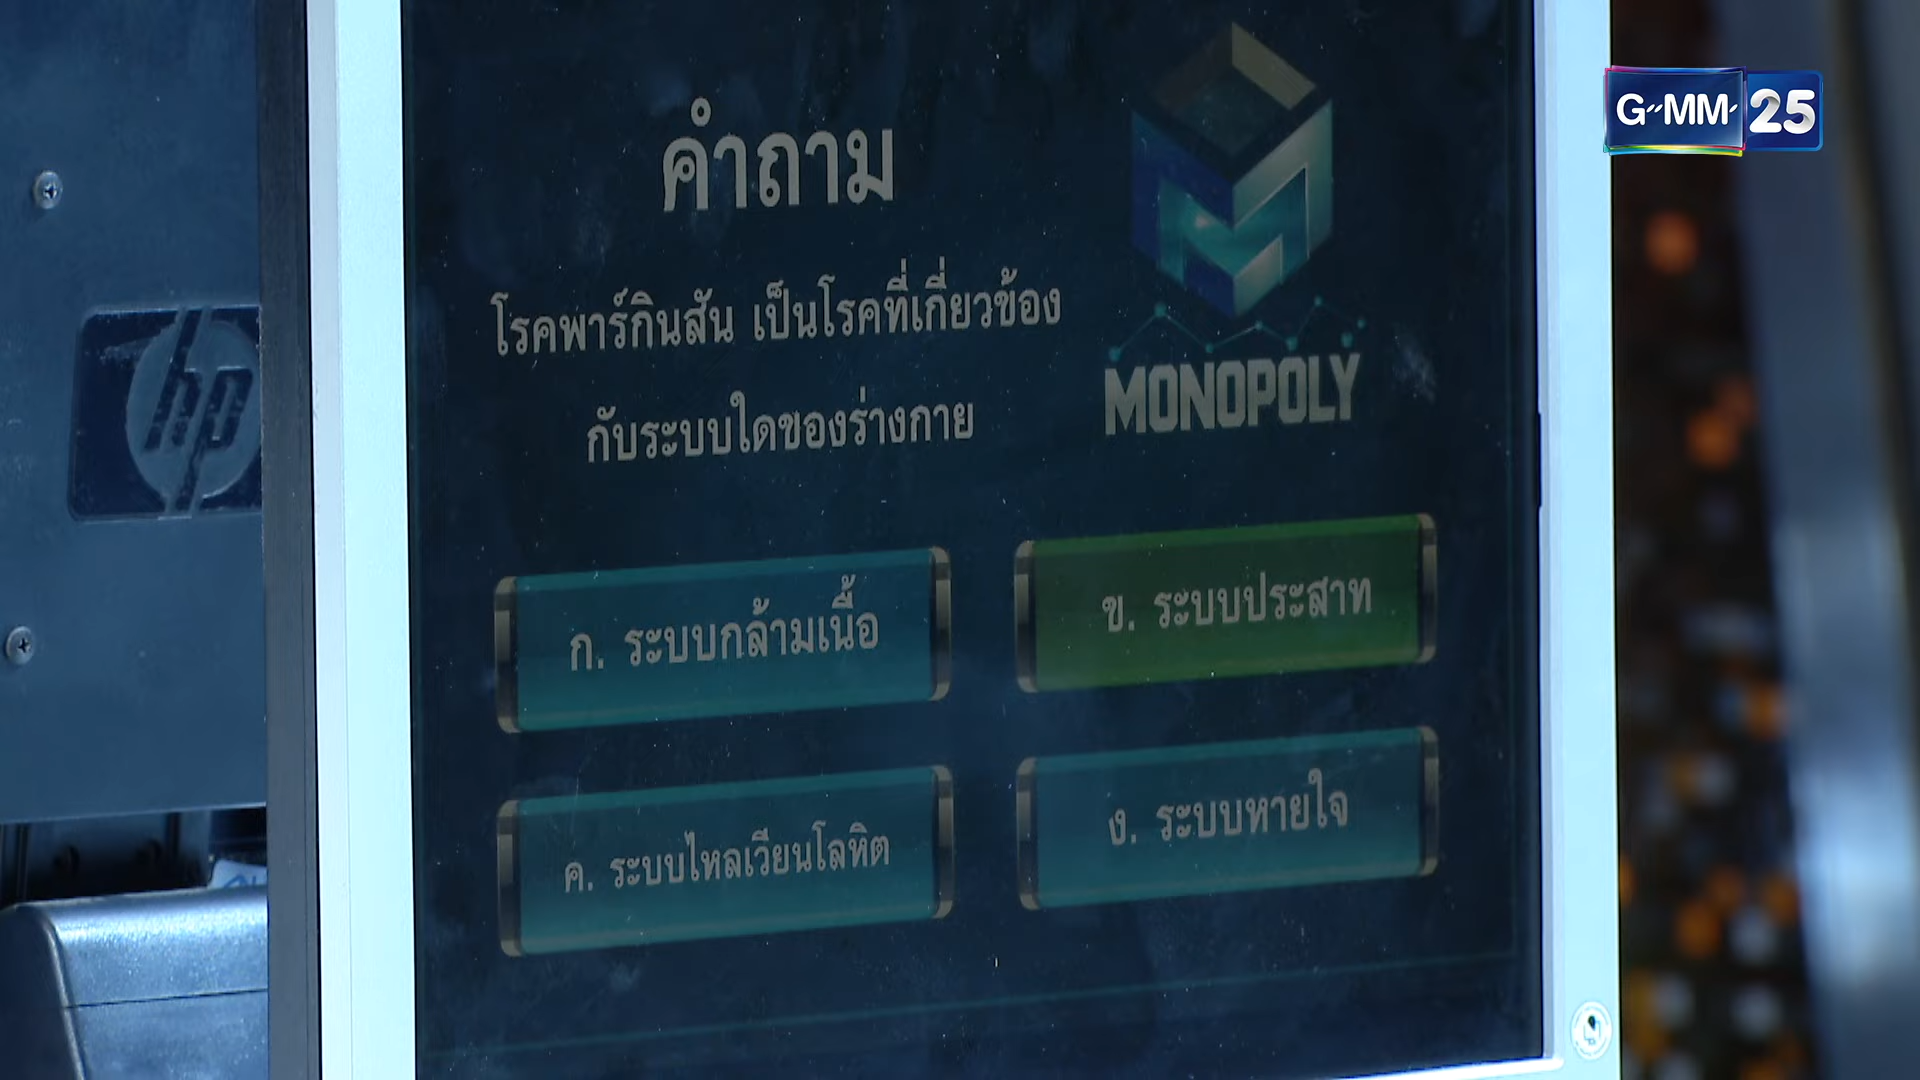 คำถาม
โรคพาร์กินสัน เป็นโรคที่เกี่ยวข้อง
กับระบบใดของร่างกาย
MONOPOLY
ก. ระบบกล้ามเนื้อ
ข. ระบบประสาท
ค. ระบบไหลเวียนโลหิต
ง. ระบบหายใจ
hp
GMM 25